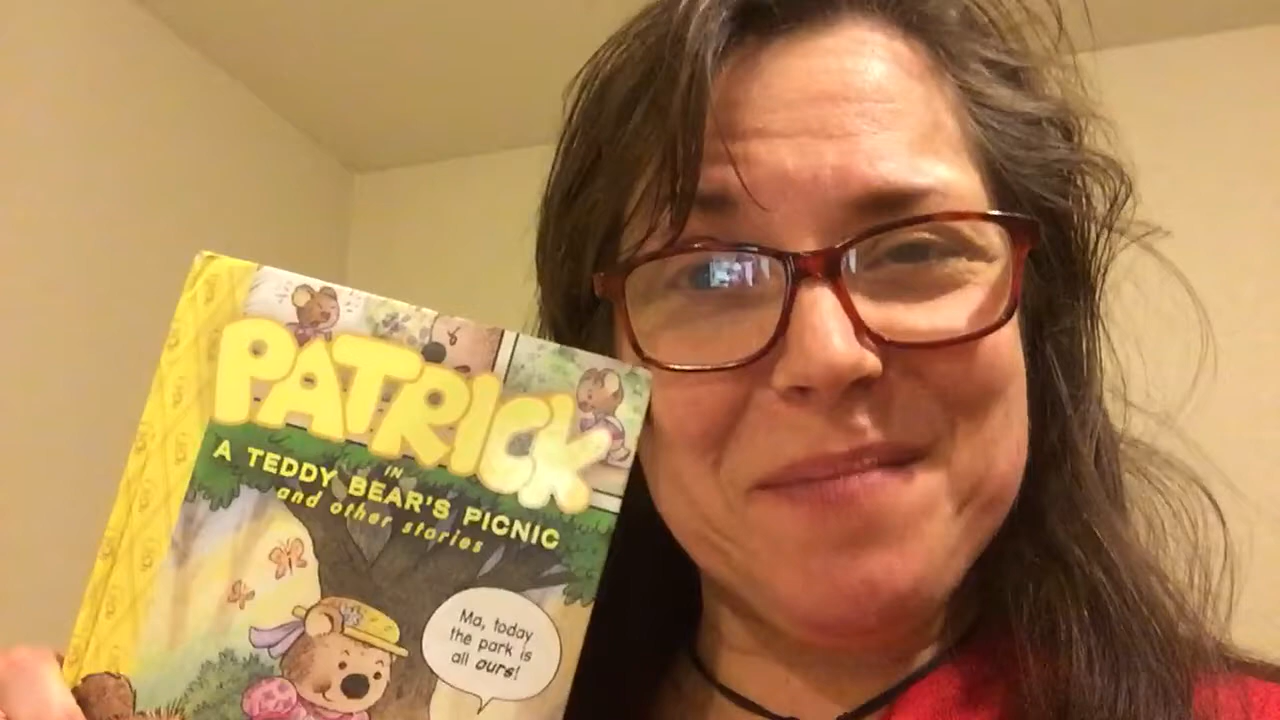 PATRICK
IN
A TEDDY BEAR'S PICNIC
and other stories
Ma, today
the park is
all ours!